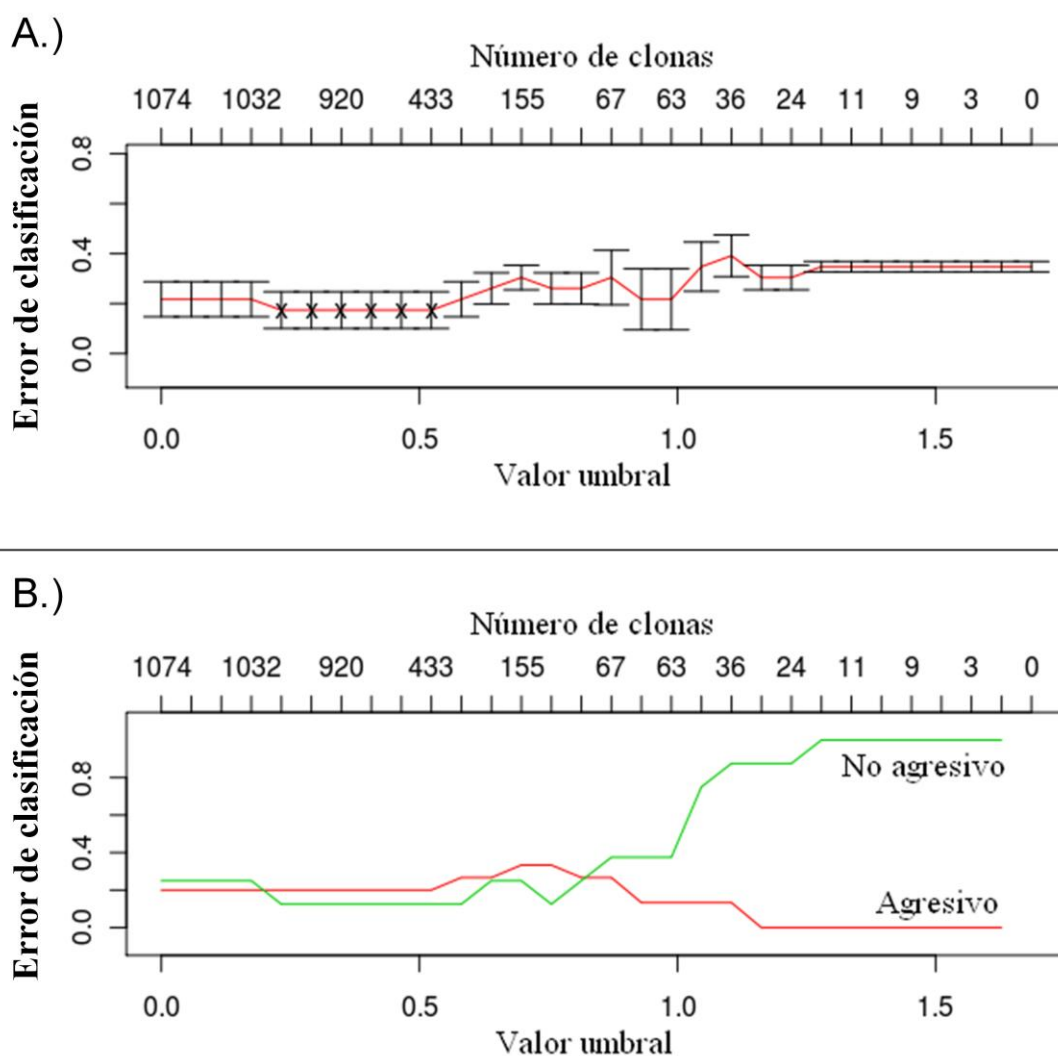 A.)
Número de clonas
1074 1032 920 433 155 67 63 36 24 11 9 3 0
Error de clasificación
0.8
0.4
0.0
0.0 0.5 1.0 1.5
Valor umbral
B.)
Número de clonas
1074 1032 920 433 155 67 63 36 24 11 9 3 0
Error de clasificación
0.8
0.4
0.0
No agresivo
Agresivo
0.0 0.5 1.0 1.5
Valor umbral